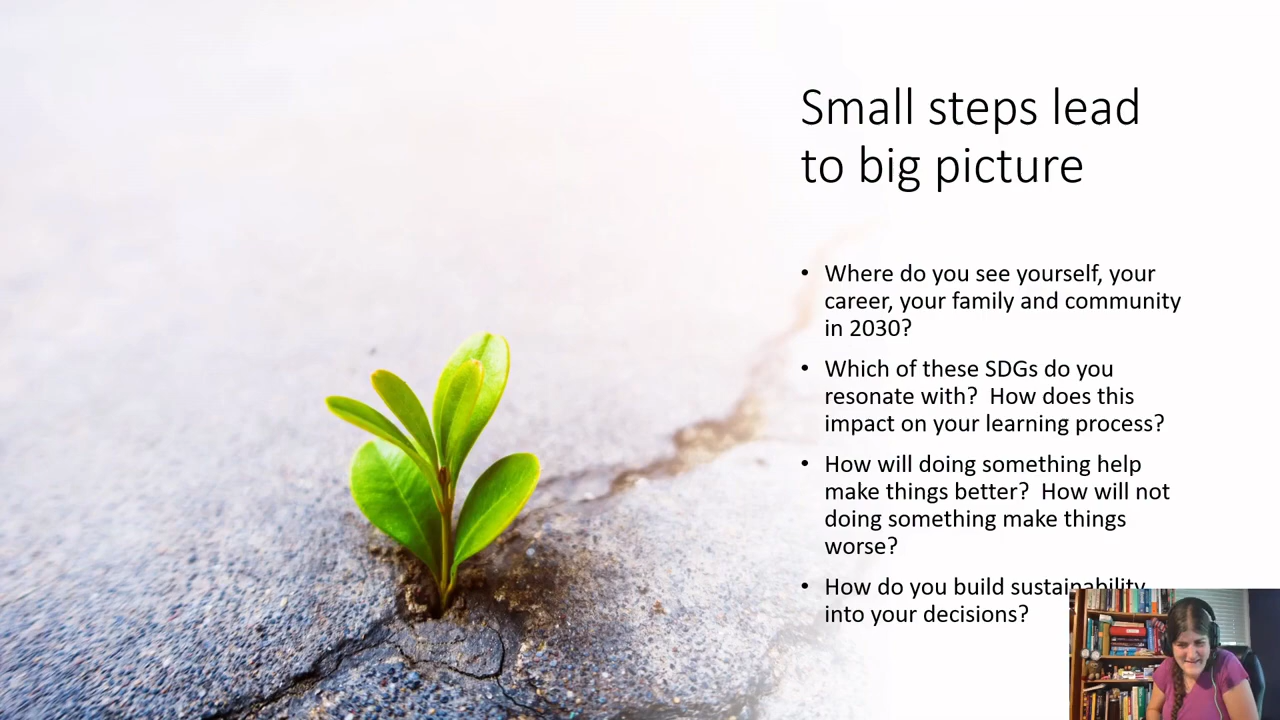 Small steps lead
to big picture
• Where do you see yourself, your
career, your family and community
in 2030?
• Which of these SDGs do you
resonate with?  How does this
impact on your learning process?
• How will doing something help
make things better?  How will not
doing something make things
worse?
• How do you build sustainability
into your decisions?